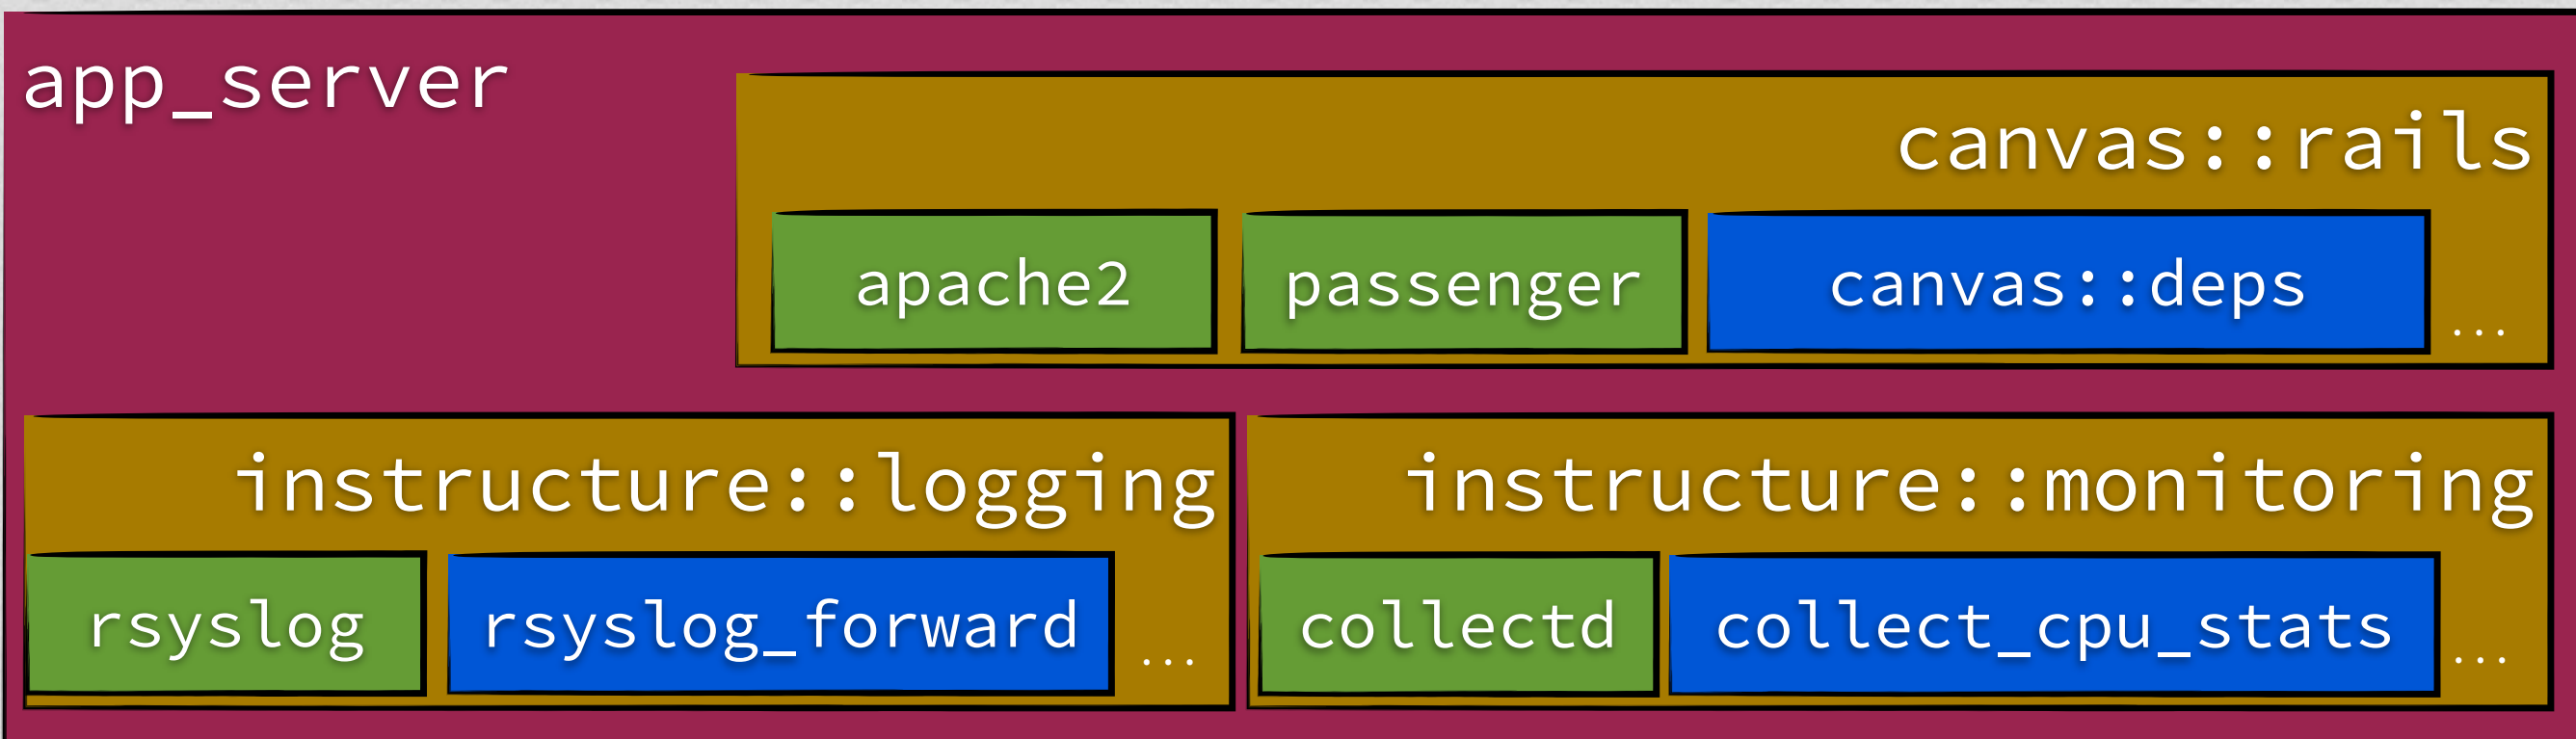 app_server
canvas::rails
apache2
passenger
canvas::deps
...
instructure::logging
instructure::monitoring
rsyslog
rsyslog_forward
...
collectd
collect_cpu_stats
...